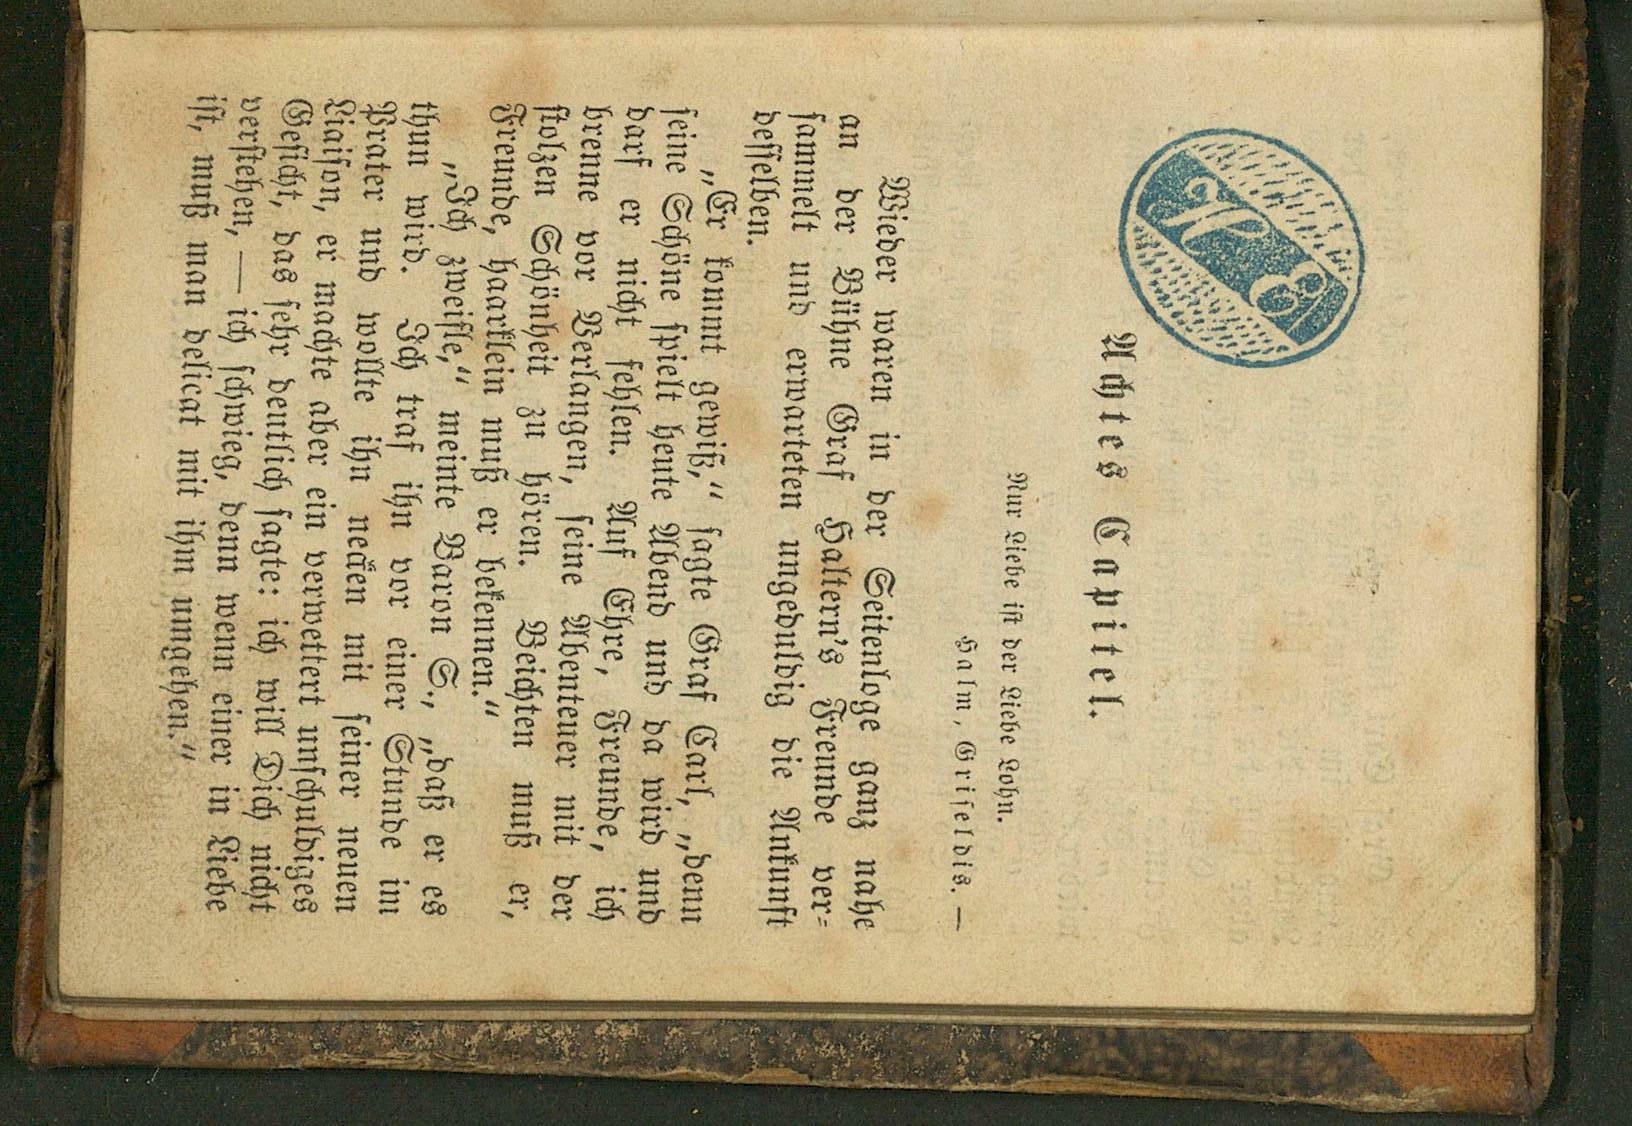 Achtes Capitel.
Nur Liebe ist der Liebe Lohn.
Halm, Griseldis. —
Wieder waren in der Seitenloge ganz nahe
an der Bühne Graf Haltern's Freunde ver-
sammelt und erwarteten ungeduldig die Ankunft
desselben.
„Er kommt gewiß,“ sagte Graf Carl, „denn
seine Schöne spielt heute Abend und da wird und
darf er nicht fehlen. Auf Ehre, Freunde, ich
brenne vor Verlangen, seine Abenteuer mit der
stolzen Schönheit zu hören. Beichten muß er,
Freunde, haarklein muß er bekennen.“
„Ich zweifle,“ meinte Baron S., „daß er es
thun wird. Ich traf ihn vor einer Stunde im
Prater und wollte ihn necken mit seiner neuen
Liaison, er machte aber ein verwettert unschuldiges
Gesicht, das sehr deutlich sagte: ich will Dich nicht
verstehen, — ich schwieg, denn wenn einer in Liebe
ist, muß man delicat mit ihm umgehen.“